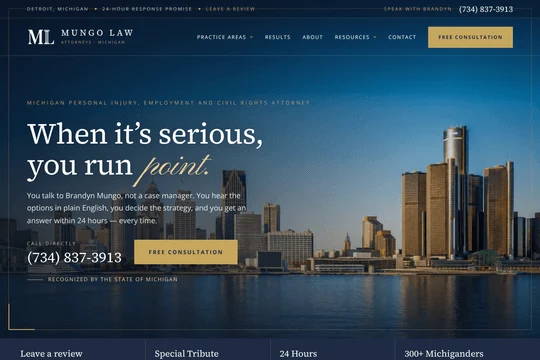 DETROIT, MICHIGAN • 24-HOUR RESPONSE PROMISE • LEAVE A REVIEW
SPEAK WITH BRANDYN (734) 837-3913
ML MUNGO LAW
ATTORNEYS · MICHIGAN
PRACTICE AREAS RESULTS ABOUT RESOURCES CONTACT FREE CONSULTATION
MICHIGAN PERSONAL INJURY, EMPLOYMENT AND CIVIL RIGHTS ATTORNEY
When it's serious,
you run point.
You talk to Brandyn Mungo, not a case manager. You hear the
options in plain English, you decide the strategy, and you get an
answer within 24 hours — every time.
CALL DIRECTLY
(734) 837-3913
FREE CONSULTATION
RECOGNIZED BY THE STATE OF MICHIGAN
Leave a review Special Tribute 24 Hours 300+ Michiganders